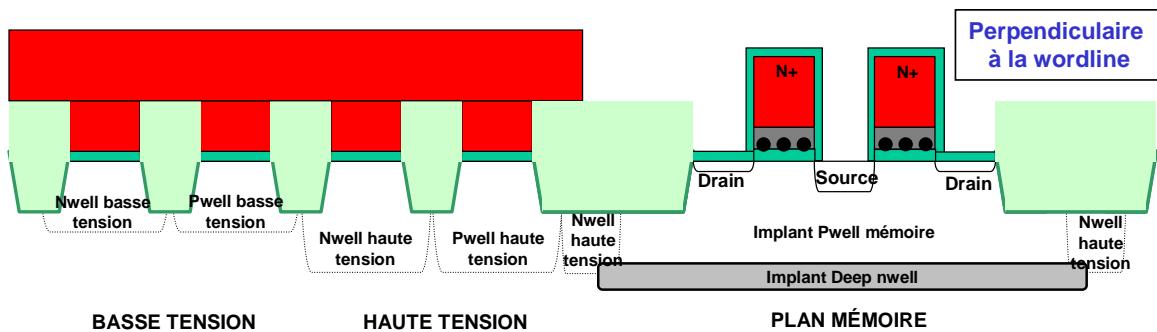 Perpendiculaire
à la wordline
N+
N+
Drain
Source
Drain
Nwell basse
tension
Pwell basse
tension
Nwell haute
tension
Pwell haute
tension
Nwell
haute
tension
Implant Pwell mémoire
Nwell
haute
tension
Implant Deep nwell
BASSE TENSION
HAUTE TENSION
PLAN MÉMOIRE